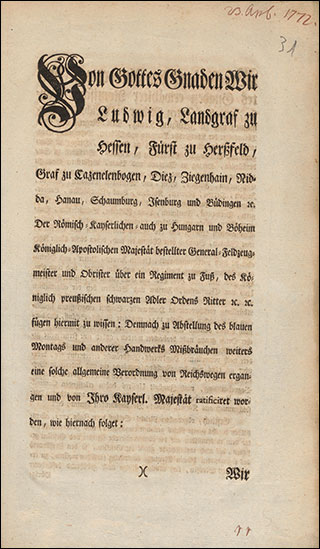 23. Apr. 1772.
31
Von Gottes Gnaden Wir
Ludwig, Landgraf zu
Hessen, Fürst zu Herßfeld,
Graf zu Cazenelenbogen, Diez, Ziegenhain, Nid-
da, Hanau, Schaumburg, Isenburg und Büdingen ꝛc.
Der Römisch-Kayserlichen-auch zu Hungarn und Böheim
Königlich-Apostolischen Majestät bestellter General-Feldzeug-
meister und Obrister über ein Regiment zu Fuß, des Kö-
niglich preußischen schwarzen Adler Ordens Ritter ꝛc. ꝛc.
fügen hiermit zu wissen: Demnach zu Abstellung des blauen
Montags und anderer Handwerks Mißbräuchen weiters
eine solche allgemeine Verordnung von Reichswegen ergan-
gen und von Ihro Kayserl. Majestät ratificiret wor-
den, wie hiernach folget:
)( Wir